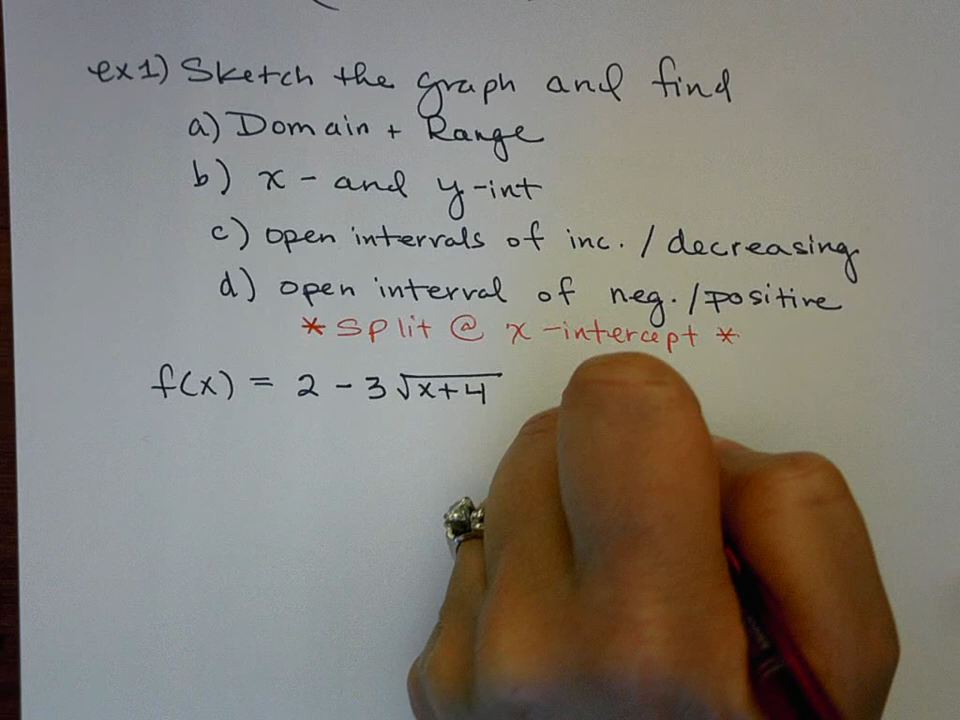 ex1) Sketch the graph and find
a) Domain + Range
b) x - and y-int
c) open intervals of inc. / decreasing
d) open interval of neg. / positive
* split @ x-intercept *
f(x) = 2 - 3√(x+4)